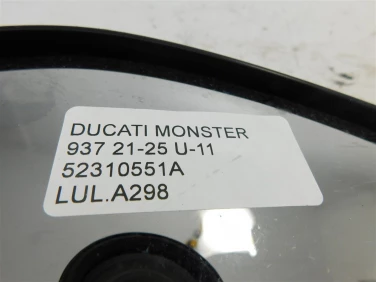 DUCATI MONSTER
937 21-25 U-11
52310551A
LUL.A298